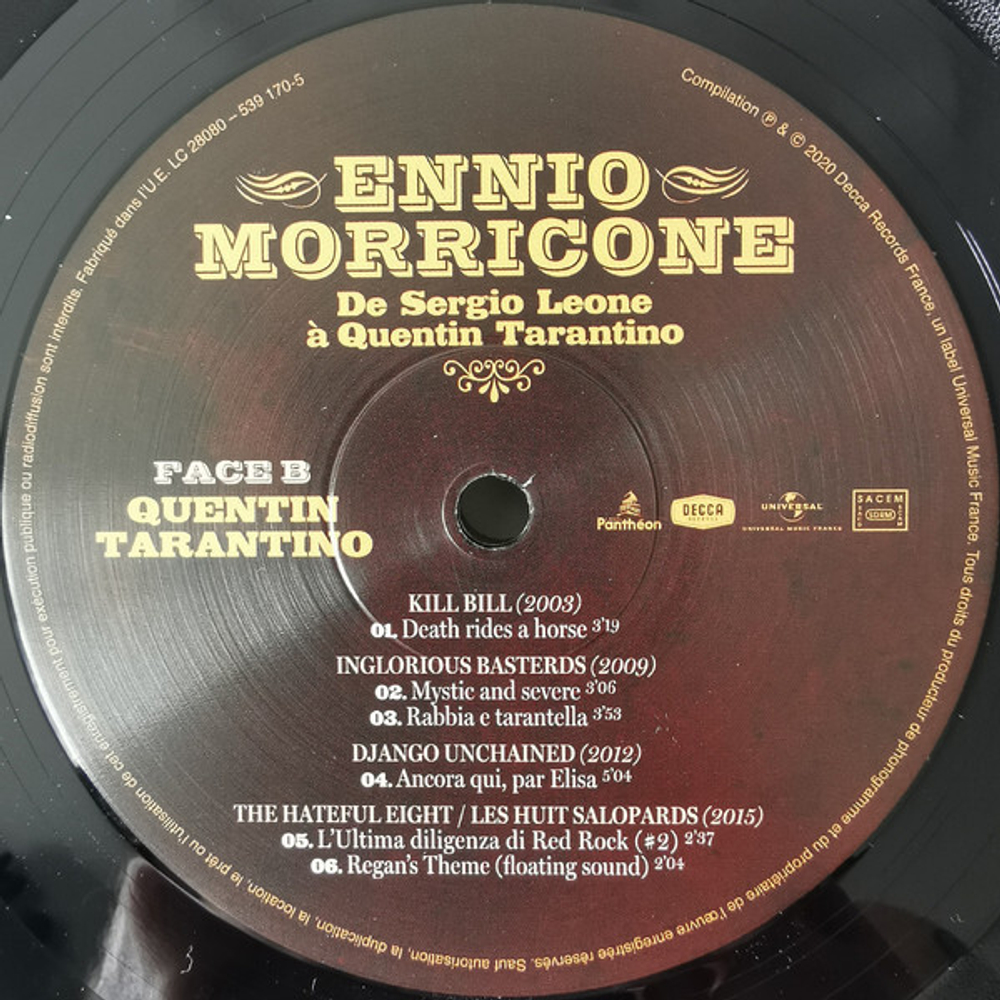 ENNIO
MORRICONE
De Sergio Leone
à Quentin Tarantino
FACE B
QUENTIN
TARANTINO
Panthéon
DECCA
RECORDS
UNIVERSAL
UNIVERSAL MUSIC FRANCE
SACEM
SDRM
KILL BILL (2003)
01. Death rides a horse 3'19
INGLORIOUS BASTERDS (2009)
02. Mystic and severe 3'06
03. Rabbia e tarantella 3'53
DJANGO UNCHAINED (2012)
04. Ancora qui, par Elisa 5'04
THE HATEFUL EIGHT / LES HUIT SALOPARDS (2015)
05. L'Ultima diligenza di Red Rock (#2) 2'37
06. Regan's Theme (floating sound) 2'04
Compilation ℗ & © 2020 Decca Records France, un label Universal Music France. Tous droits du producteur de phonogramme et du propriétaire de l'œuvre enregistrée réservés. Sauf autorisation, la duplication, la location, le prêt ou l'utilisation de cet enregistrement pour exécution publique ou radiodiffusion sont interdits. Fabriqué dans l'U.E. LC 28080 – 539 170-5